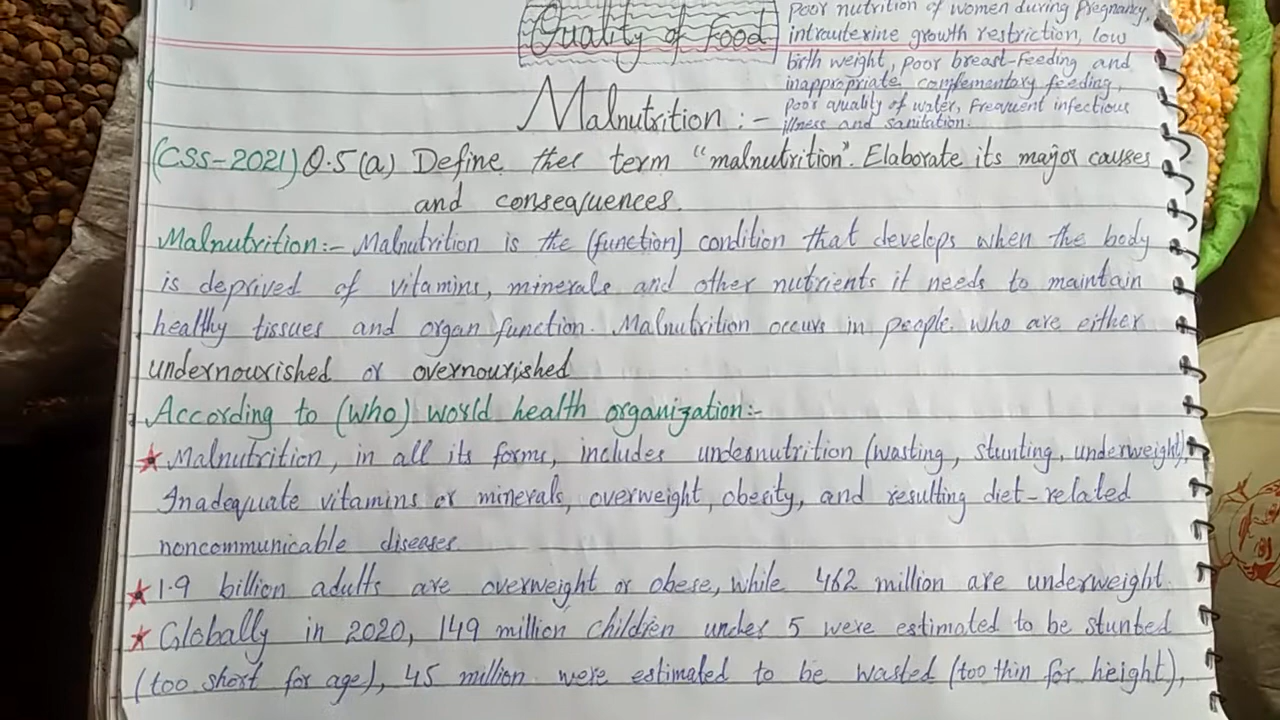 Quality of Food
Poor nutrition of women during Pregnancy,
intrauterine growth restriction, low
birth weight, poor breast-feeding and
inappropriate complementary feeding,
Poor quality of water, Frequent infectious
illness and sanitation.
Malnutrition :-
(CSS-2021) Q.5 (a) Define ther term "malnutrition". Elaborate its major causes
and consequences.
Malnutrition:- Malnutrition is the (function) condition that develops when the body
is deprived of vitamins, minerals and other nutrients it needs to maintain
healthy tissues and organ function. Malnutrition occurs in people who are either
undernourished or overnourished
According to (WHO) world health organization:-
Malnutrition, in all its forms, includes undernutrition (wasting, stunting, underweight),
Inadequate vitamins or minerals, overweight, obesity, and resulting diet-related
noncommunicable diseases
1.9 billion adults are overweight or obese, while 462 million are underweight.
Globally in 2020, 149 million children under 5 were estimated to be stunted
(too short for age), 45 million were estimated to be wasted (too thin for height),